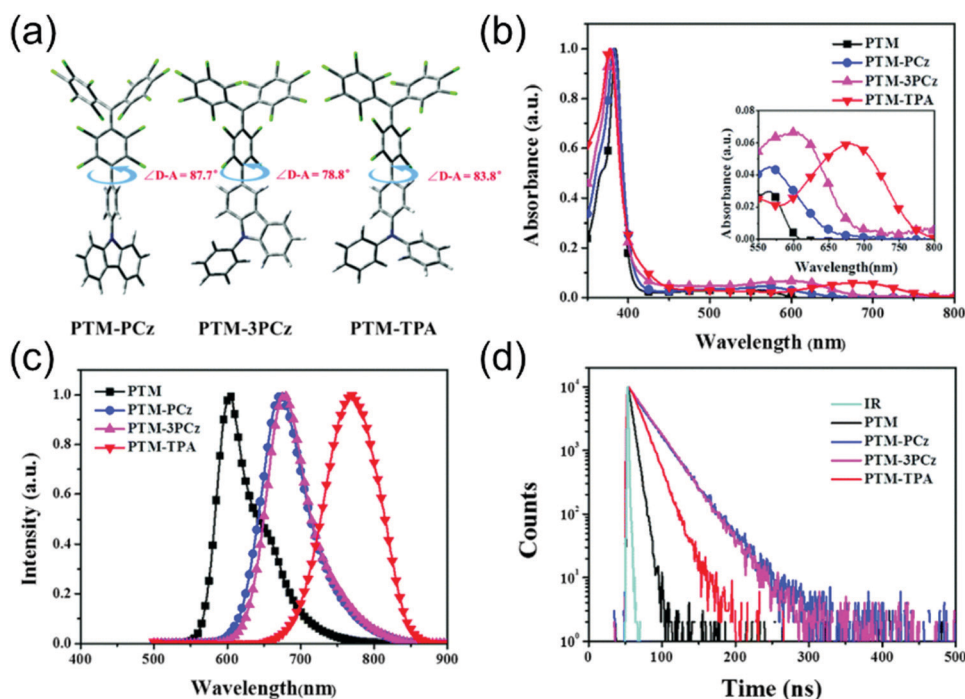 (a)
∠D-A = 87.7°
∠D-A = 78.8°
∠D-A = 83.8°
PTM-PCz
PTM-3PCz
PTM-TPA
(b)
Absorbance (a.u.)
1.0
0.8
0.6
0.4
0.2
0.0
400
500
600
700
800
Wavelength (nm)
PTM
PTM-PCz
PTM-3PCz
PTM-TPA
Absorbance (a.u.)
0.08
0.06
0.04
0.02
0.00
550
600
650
700
750
800
Wavelength(nm)
(c)
Intensity (a.u.)
1.0
0.8
0.6
0.4
0.2
0.0
400
500
600
700
800
900
Wavelength(nm)
PTM
PTM-PCz
PTM-3PCz
PTM-TPA
(d)
Counts
10⁴
10³
10²
10¹
10⁰
0
100
200
300
400
500
Time (ns)
IR
PTM
PTM-PCz
PTM-3PCz
PTM-TPA